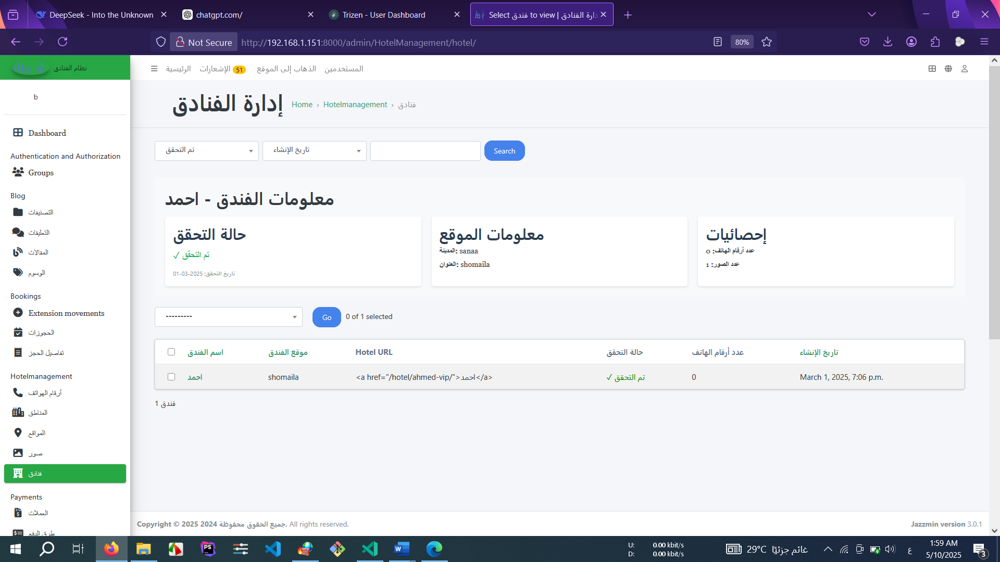 DeepSeek - Into the Unknown
chatgpt.com/
Trizen - User Dashboard
Select فندق to view | إدارة الفنادق
Not Secure
http://192.168.1.151:8000/admin/HotelManagement/hotel/
80%
نظام الفنادق
الرئيسية
الإشعارات 51
الذهاب إلى الموقع
المستخدمين
b
إدارة الفنادق
Home › Hotelmanagement › فنادق
Dashboard
Authentication and Authorization
Groups
Blog
التصنيفات
التعليقات
المقالات
الوسوم
Bookings
Extension movements
الحجوزات
تفاصيل الحجز
Hotelmanagement
أرقام الهواتف
المناطق
المواقع
صور
فنادق
Payments
العملات
طرق الدفع
تم التحقق
تاريخ الإنشاء
Search
معلومات الفندق - احمد
حالة التحقق
تم التحقق ✓
تاريخ التحقق: 2025-03-01
معلومات الموقع
المدينة: sanaa
العنوان: shomaila
إحصائيات
عدد أرقام الهاتف: 0
عدد الصور: 1
---------
Go
0 of 1 selected
اسم الفندق
موقع الفندق
Hotel URL
حالة التحقق
عدد أرقام الهاتف
تاريخ الإنشاء
احمد
shomaila
<a href="/hotel/ahmed-vip/">احمد</a>
✓ تم التحقق
0
March 1, 2025, 7:06 p.m.
1 فندق
Copyright © 2025 2024 جميع الحقوق محفوظة. All rights reserved.
Jazzmin version 3.0.1
U: 0.00 kbit/s
D: 0.00 kbit/s
29°C غائم جزئيًا
ع
1:59 AM
5/10/2025
3